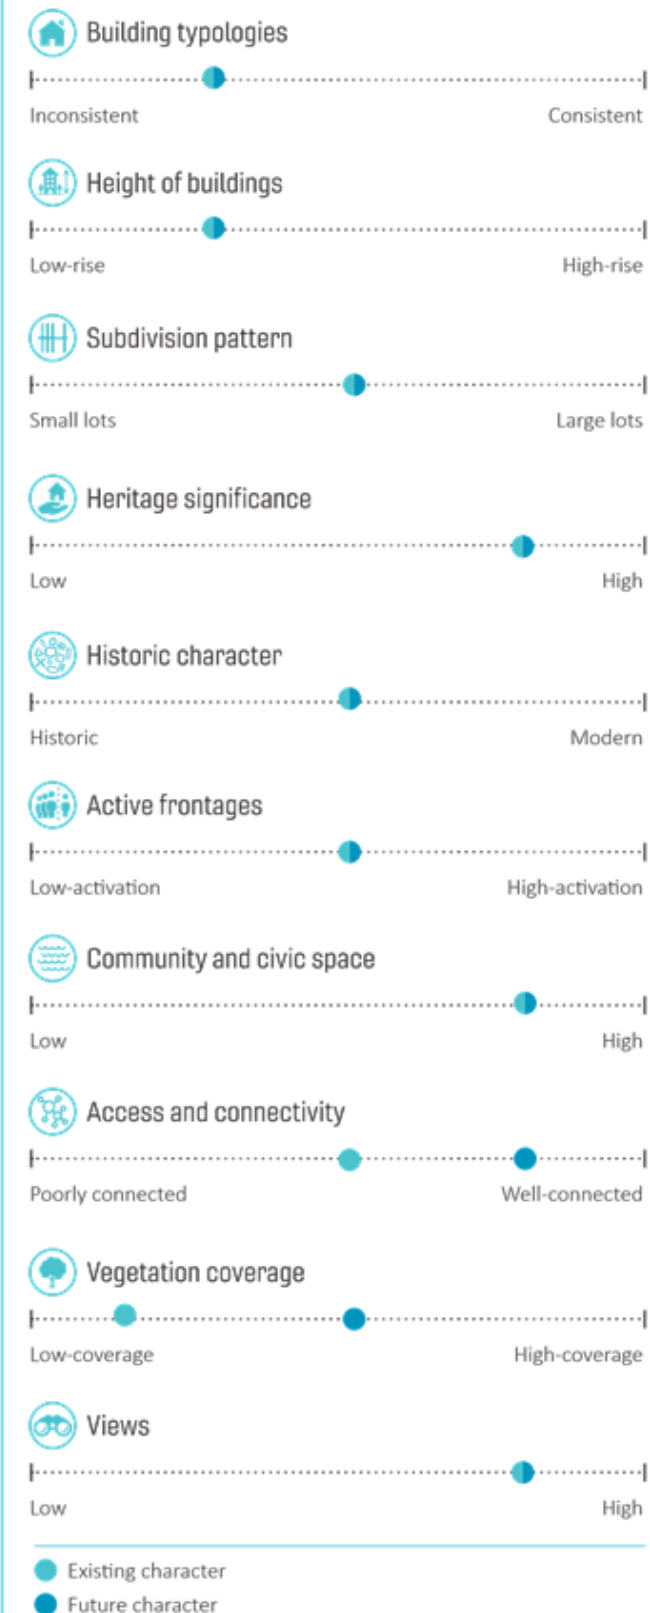 Building typologies
Inconsistent Consistent
Height of buildings
Low-rise High-rise
Subdivision pattern
Small lots Large lots
Heritage significance
Low High
Historic character
Historic Modern
Active frontages
Low-activation High-activation
Community and civic space
Low High
Access and connectivity
Poorly connected Well-connected
Vegetation coverage
Low-coverage High-coverage
Views
Low High
Existing character
Future character